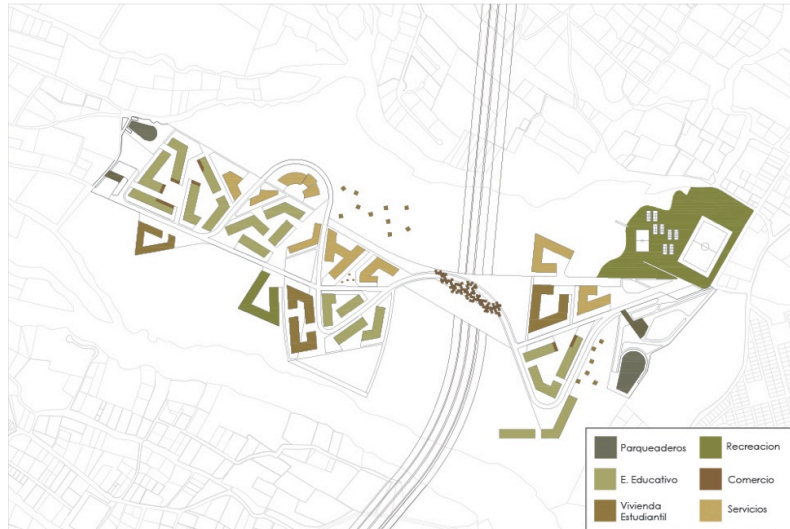 Parqueaderos
Recreacion
E. Educativo
Comercio
Vivienda
Estudiantil
Servicios